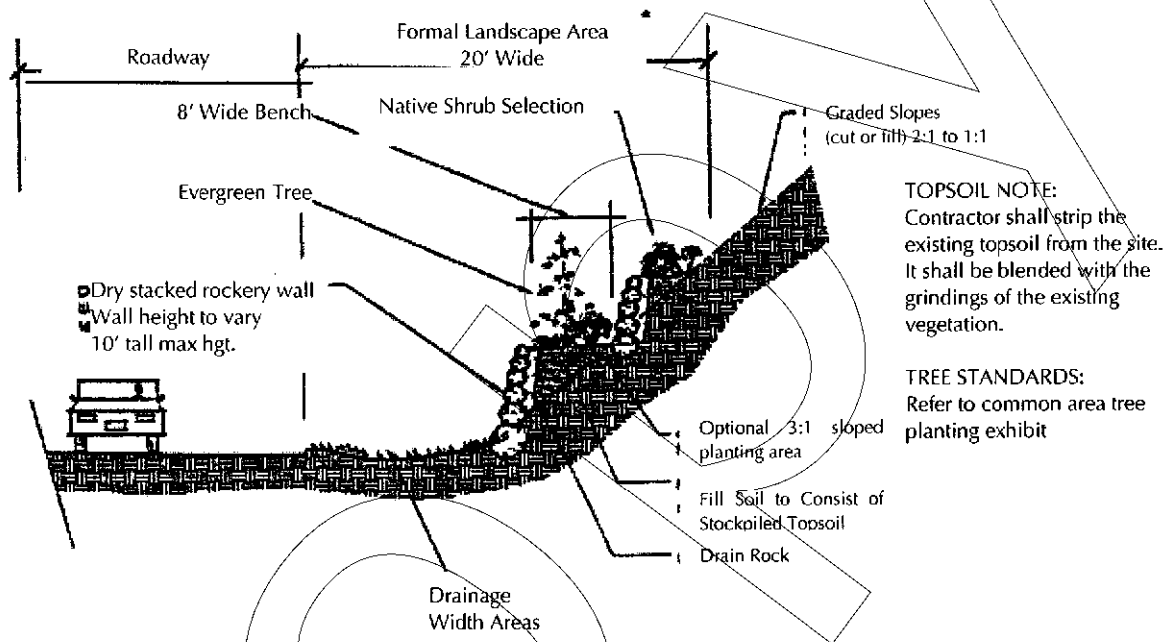 Roadway
Formal Landscape Area
20' Wide
8' Wide Bench
Native Shrub Selection
Graded Slopes
(cut or fill) 2:1 to 1:1
Evergreen Tree
Dry stacked rockery wall
Wall height to vary
10' tall max hgt.
TOPSOIL NOTE:
Contractor shall strip the
existing topsoil from the site.
It shall be blended with the
grindings of the existing
vegetation.
TREE STANDARDS:
Refer to common area tree
planting exhibit
Optional 3:1 sloped
planting area
Fill Soil to Consist of
Stockpiled Topsoil
Drain Rock
Drainage
Width Areas